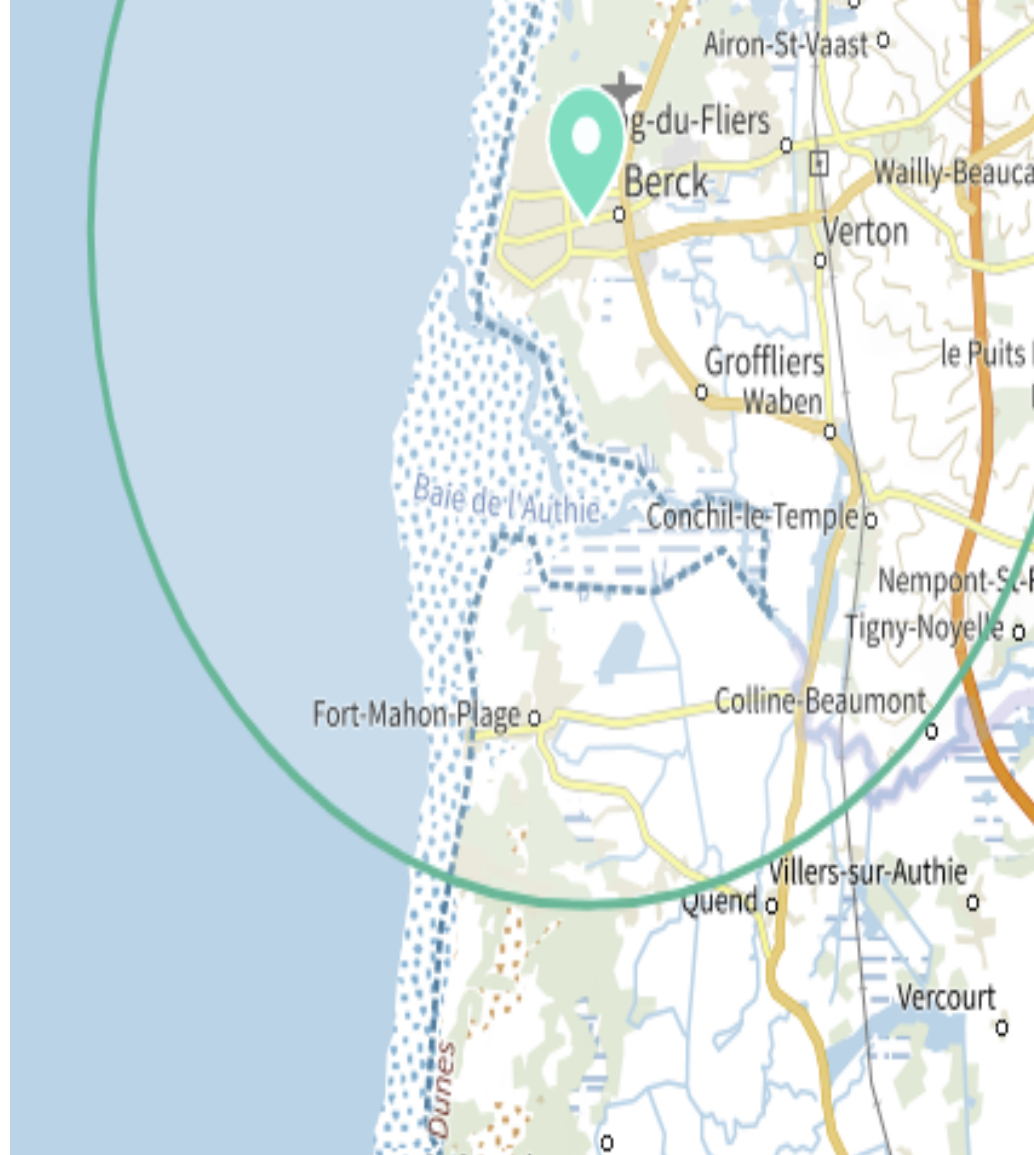 Airon-St-Vaast
g-du-Fliers
Wailly-Beauca
Berck
Verton
le Puits
Groffliers
Waben
Baie de l'Authie
Conchil-le-Temple
Nempont-St-F
Tigny-Noyelle
Colline-Beaumont
Fort-Mahon-Plage
Villers-sur-Authie
Quend
Vercourt
Dunes